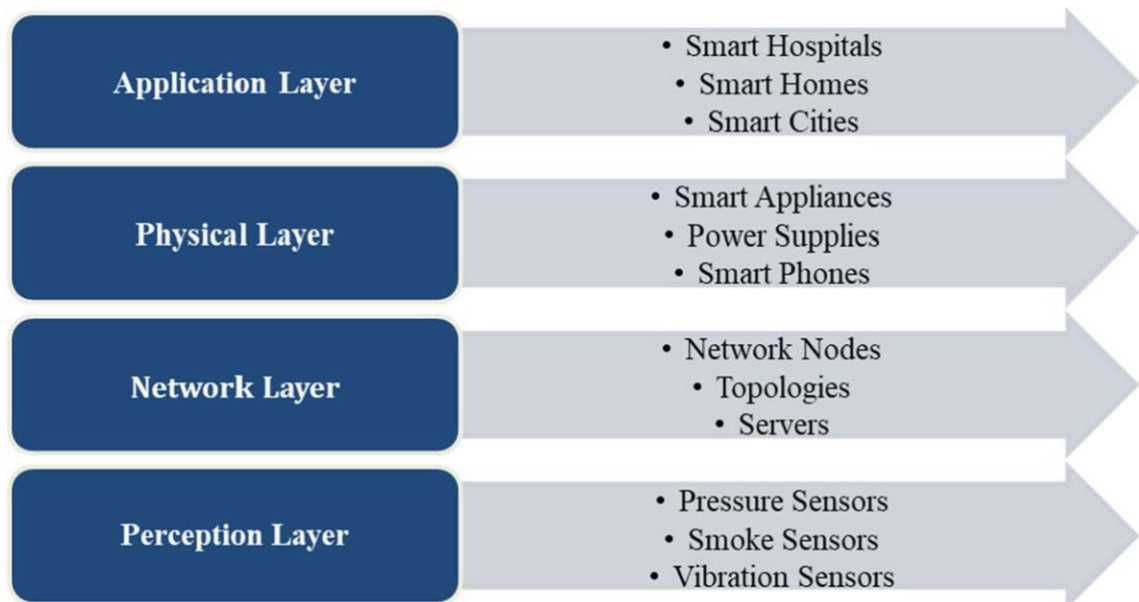 Application Layer
• Smart Hospitals
• Smart Homes
• Smart Cities
Physical Layer
• Smart Appliances
• Power Supplies
• Smart Phones
Network Layer
• Network Nodes
• Topologies
• Servers
Perception Layer
• Pressure Sensors
• Smoke Sensors
• Vibration Sensors